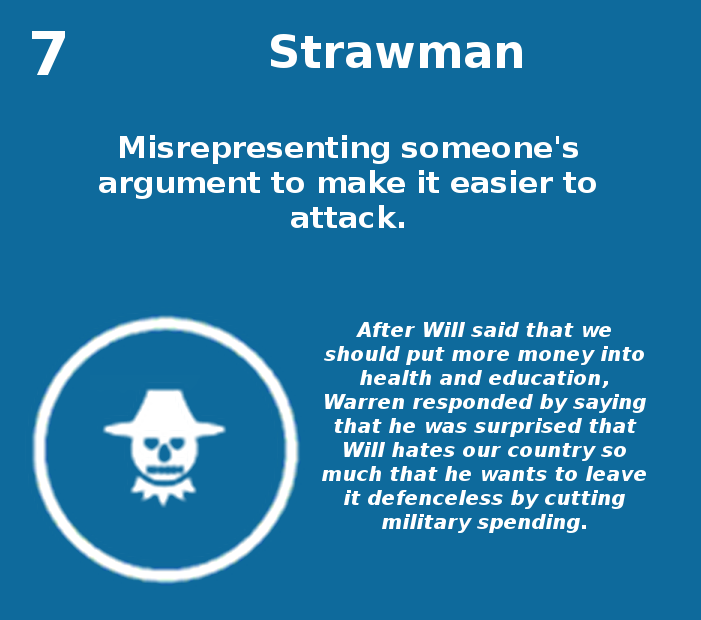 7
Strawman
Misrepresenting someone's
argument to make it easier to
attack.
After Will said that we
should put more money into
health and education,
Warren responded by saying
that he was surprised that
Will hates our country so
much that he wants to leave
it defenceless by cutting
military spending.